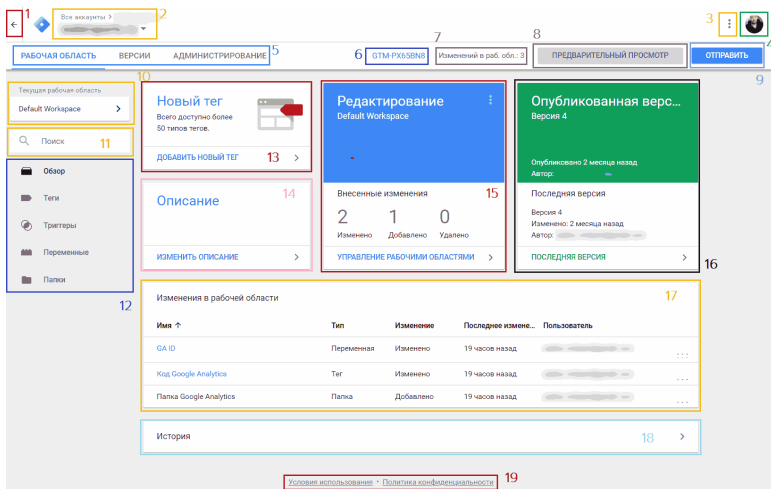 1
2
Все аккаунты >
3
4
РАБОЧАЯ ОБЛАСТЬ ВЕРСИИ АДМИНИСТРИРОВАНИЕ 5
6 GTM-PX65BN8
7
Изменений в раб. обл.: 3
8
ПРЕДВАРИТЕЛЬНЫЙ ПРОСМОТР
ОТПРАВИТЬ
9
10
Текущая рабочая область
Default Workspace >
Поиск 11
Обзор
Теги
Триггеры
Переменные
Папки
12
Новый тег
Всего доступно более
50 типов тегов.
ДОБАВИТЬ НОВЫЙ ТЕГ 13 >
Описание 14
ИЗМЕНИТЬ ОПИСАНИЕ >
Редактирование
Default Workspace
Внесенные изменения 15
2 1 0
Изменено Добавлено Удалено
УПРАВЛЕНИЕ РАБОЧИМИ ОБЛАСТЯМИ >
Опубликованная верс...
Версия 4
Опубликовано 2 месяца назад
Автор:
Последняя версия
Версия 4
Изменено: 2 месяца назад
Автор:
ПОСЛЕДНЯЯ ВЕРСИЯ >
16
Изменения в рабочей области 17
Имя ↑ Тип Изменение Последнее измене... Пользователь
GA ID Переменная Изменено 19 часов назад ...
Код Google Analytics Тег Изменено 19 часов назад ...
Папка Google Analytics Папка Добавлено 19 часов назад ...
История 18 >
Условия использования · Политика конфиденциальности 19